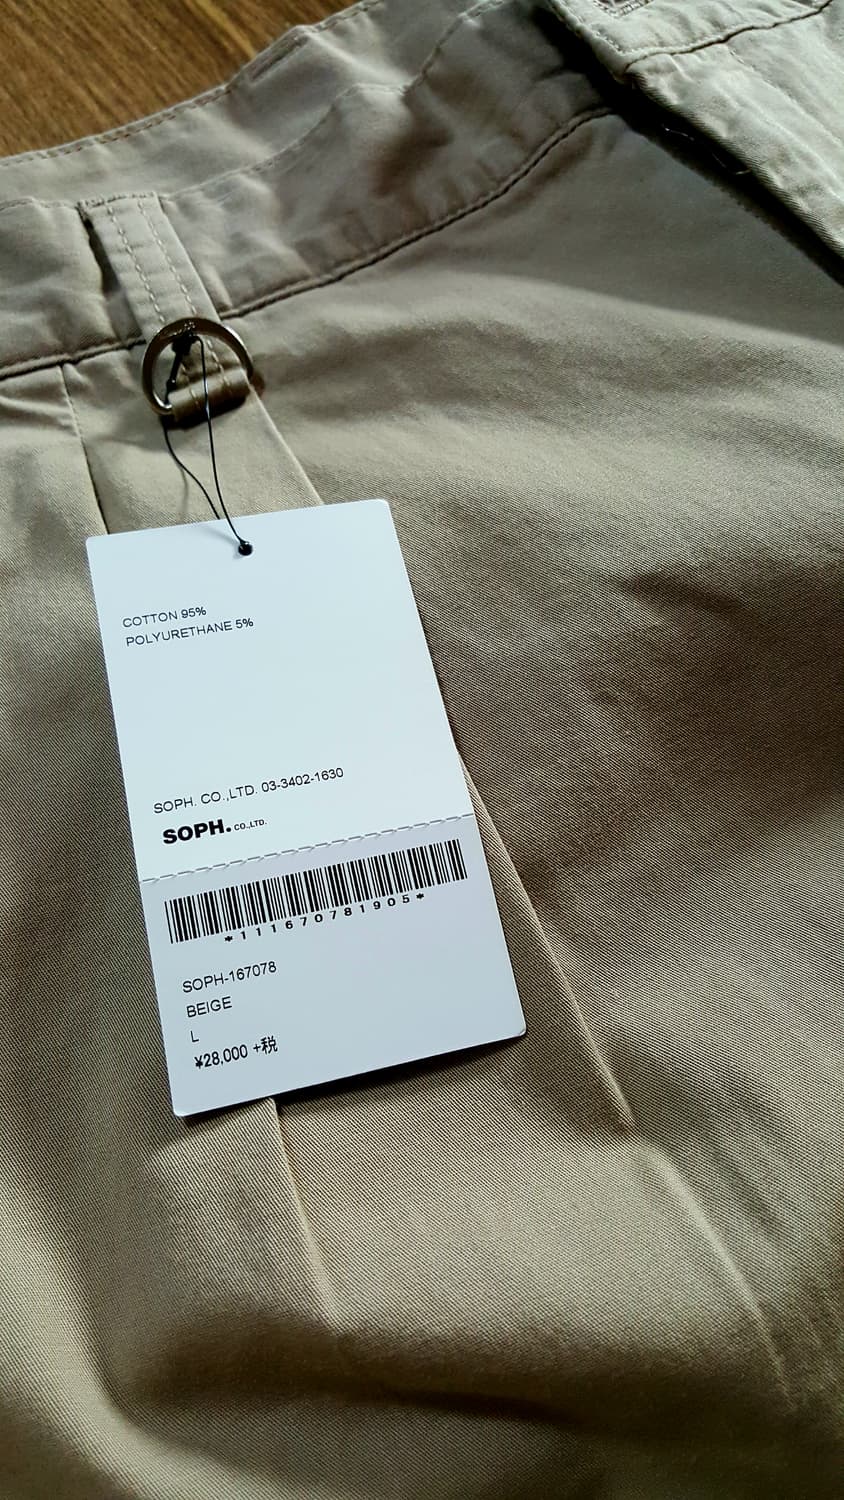 COTTON 95%
POLYURETHANE 5%
SOPH. CO.,LTD. 03-3402-1630
SOPH. CO.,LTD.
*111670781905*
SOPH-167078
BEIGE
L
¥28,000 +税